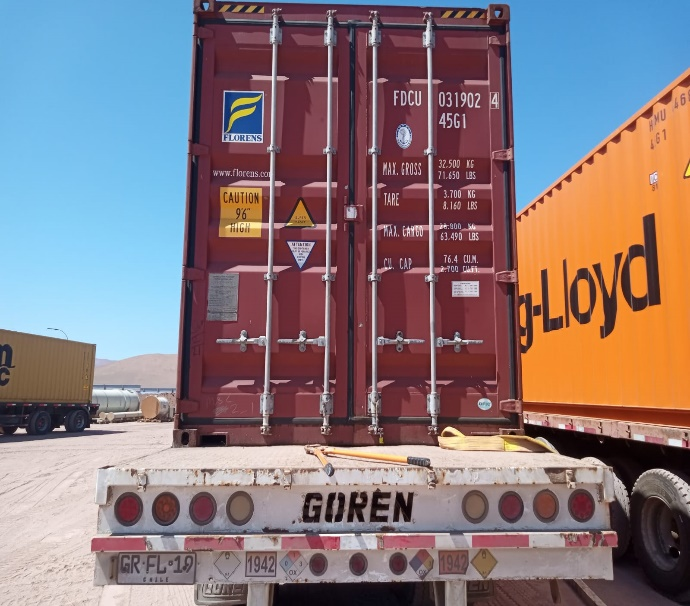 FLORENS
www.florens.com
CAUTION
9'6"
HIGH
FDCU 031902 4
45G1
MAX. GROSS 32.500 KG
71.650 LBS
TARE 3.700 KG
8.160 LBS
MAX. CARGO 28.800 KG
63.490 LBS
CU. CAP 76.4 CU.M.
2.700 CU.FT.
g-Lloyd
GOREN
GR·FL·19
CHILE
1942
OX
1942